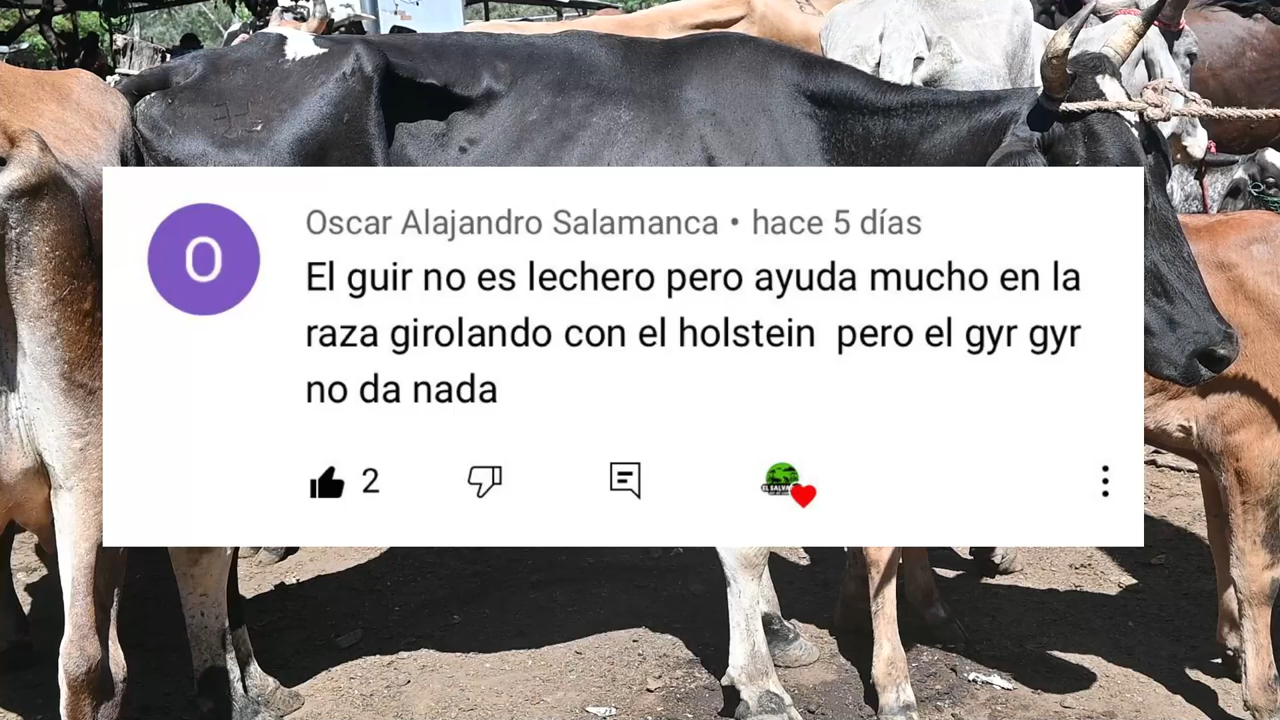 O
Oscar Alajandro Salamanca • hace 5 días
El guir no es lechero pero ayuda mucho en la
raza girolando con el holstein pero el gyr gyr
no da nada
2